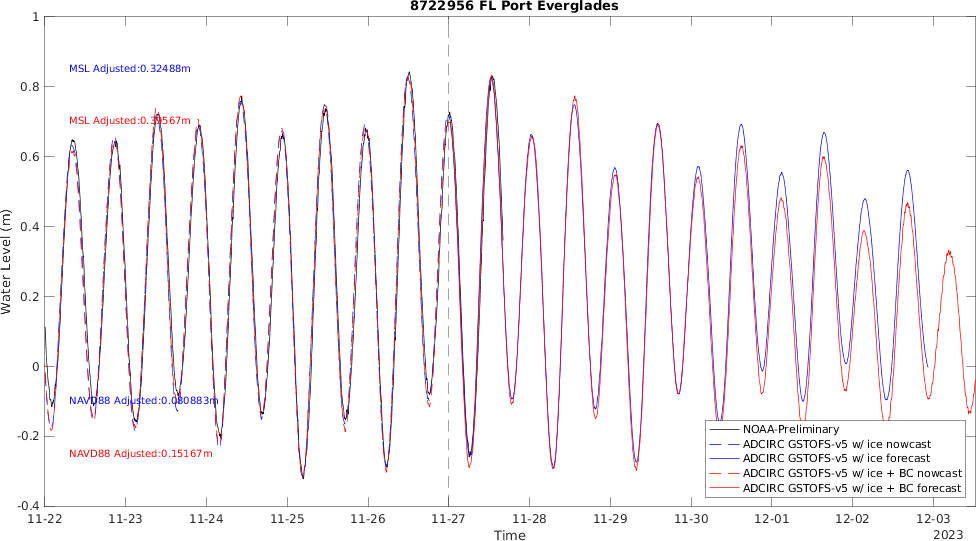 8722956 FL Port Everglades
1
0.8
0.6
0.4
0.2
0
-0.2
-0.4
Water Level (m)
MSL Adjusted:0.32488m
MSL Adjusted:0.39567m
NAVD88 Adjusted:0.080883m
NAVD88 Adjusted:0.15167m
NOAA-Preliminary
ADCIRC GSTOFS-v5 w/ ice nowcast
ADCIRC GSTOFS-v5 w/ ice forecast
ADCIRC GSTOFS-v5 w/ ice + BC nowcast
ADCIRC GSTOFS-v5 w/ ice + BC forecast
11-22 11-23 11-24 11-25 11-26 11-27 11-28 11-29 11-30 12-01 12-02 12-03
Time
2023